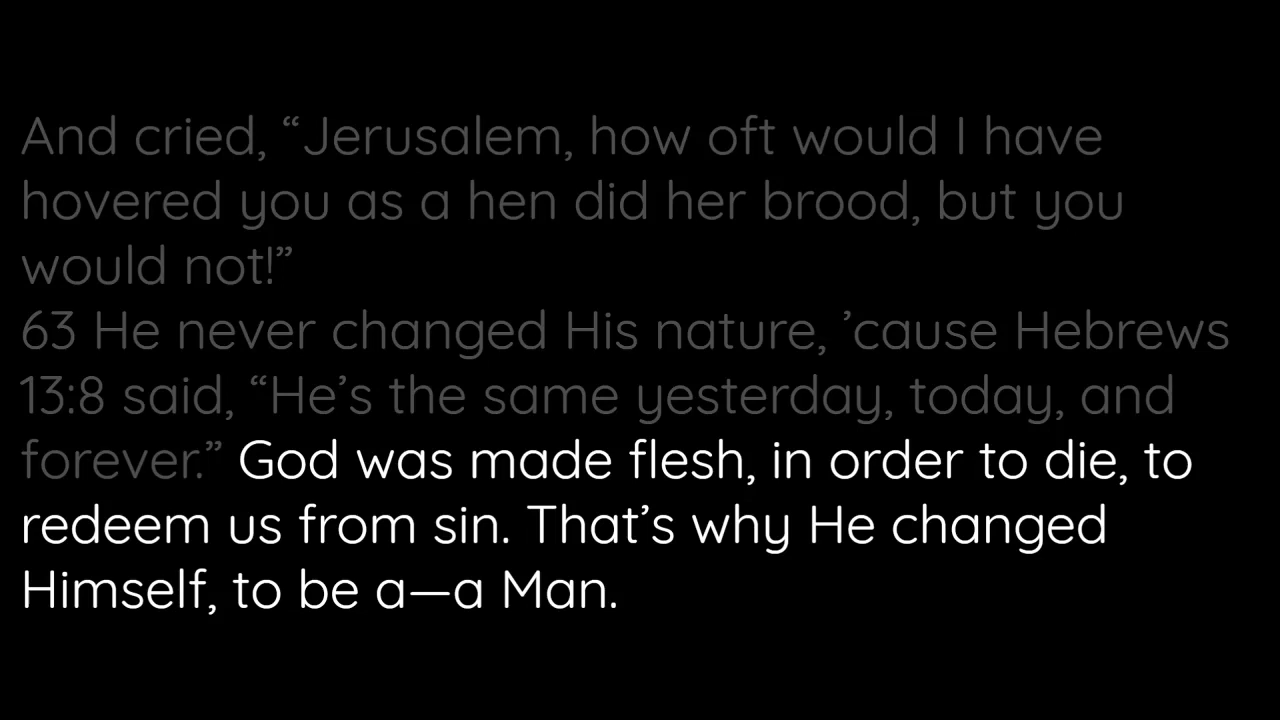 And cried, “Jerusalem, how oft would I have
hovered you as a hen did her brood, but you
would not!”
63 He never changed His nature, ’cause Hebrews
13:8 said, “He’s the same yesterday, today, and
forever.” God was made flesh, in order to die, to
redeem us from sin. That’s why He changed
Himself, to be a—a Man.